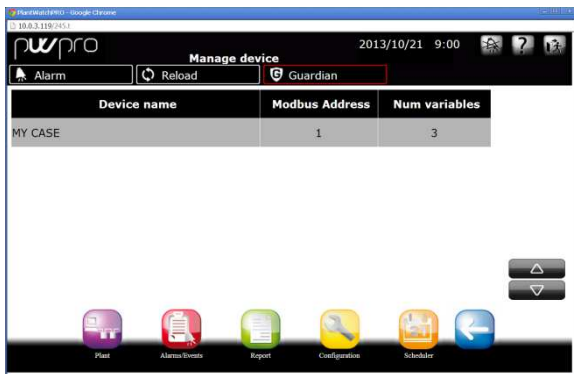 PlantWatchPRO - Google Chrome
10.0.3.119/245.1
pwpro
Manage device
2013/10/21 9:00
?
Alarm
Reload
G Guardian
Device name Modbus Address Num variables
MY CASE 1 3
Plant Alarms/Events Report Configuration Scheduler